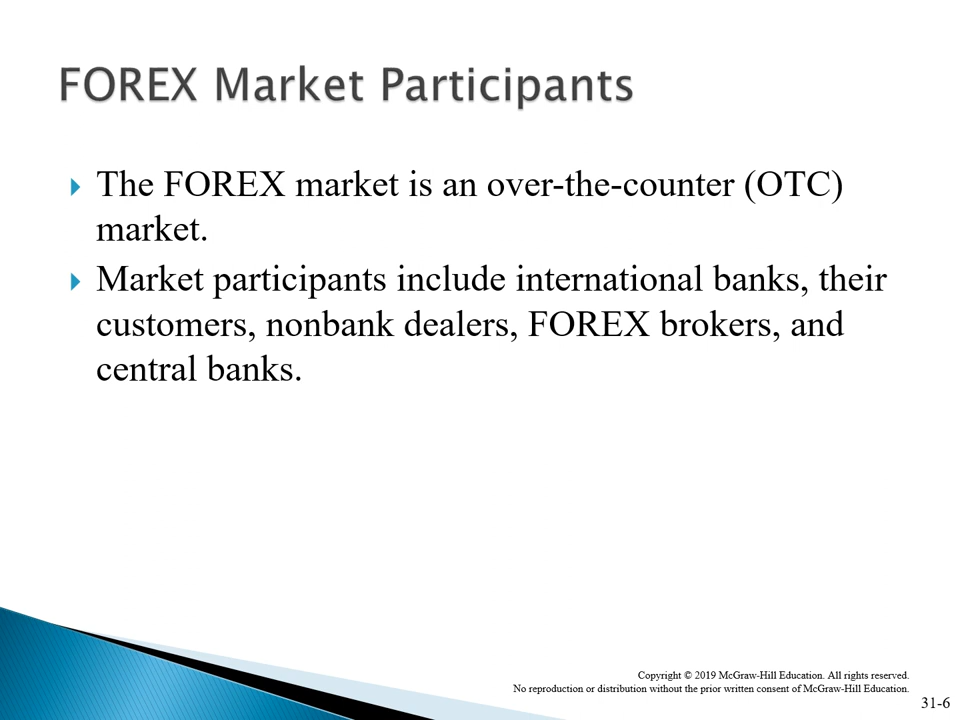 FOREX Market Participants
The FOREX market is an over-the-counter (OTC)
market.
Market participants include international banks, their
customers, nonbank dealers, FOREX brokers, and
central banks.
Copyright © 2019 McGraw-Hill Education. All rights reserved.
No reproduction or distribution without the prior written consent of McGraw-Hill Education.
31-6